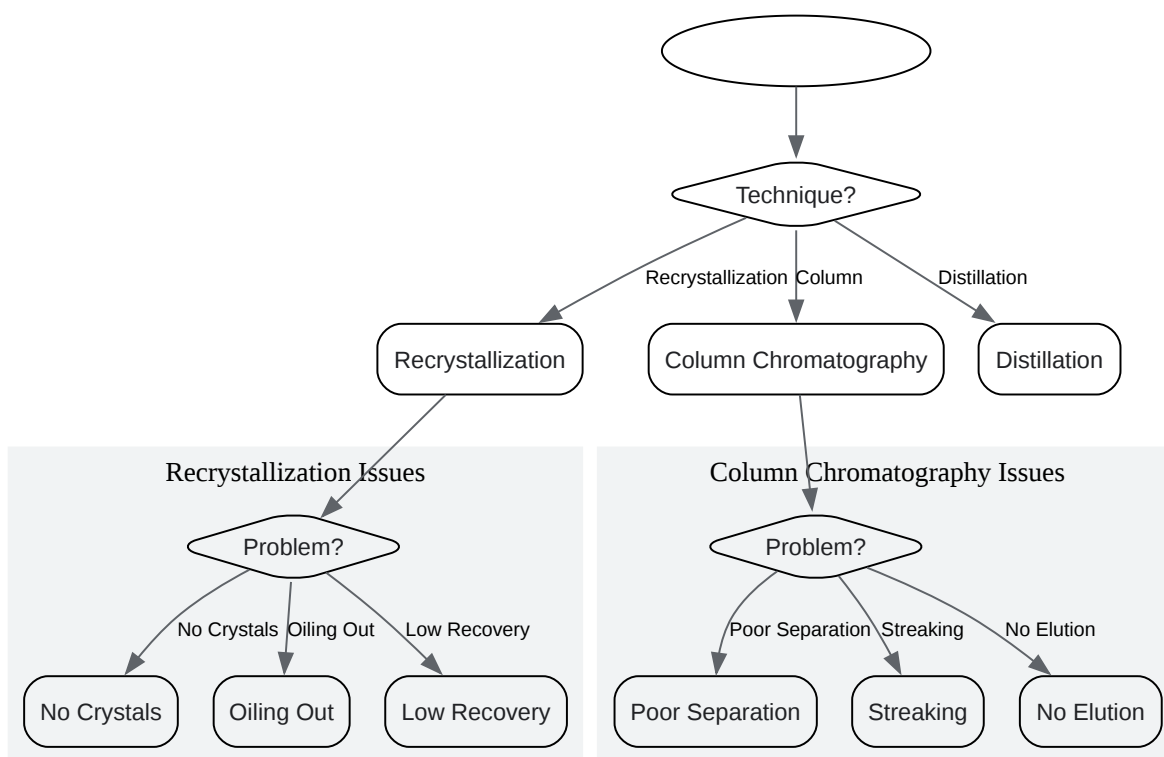 Technique?
Recrystallization
Column
Distillation
Recrystallization
Column Chromatography
Distillation
Recrystallization Issues
Column Chromatography Issues
Problem?
Problem?
No Crystals
Oiling Out
Low Recovery
Poor Separation
Streaking
No Elution
No Crystals
Oiling Out
Low Recovery
Poor Separation
Streaking
No Elution